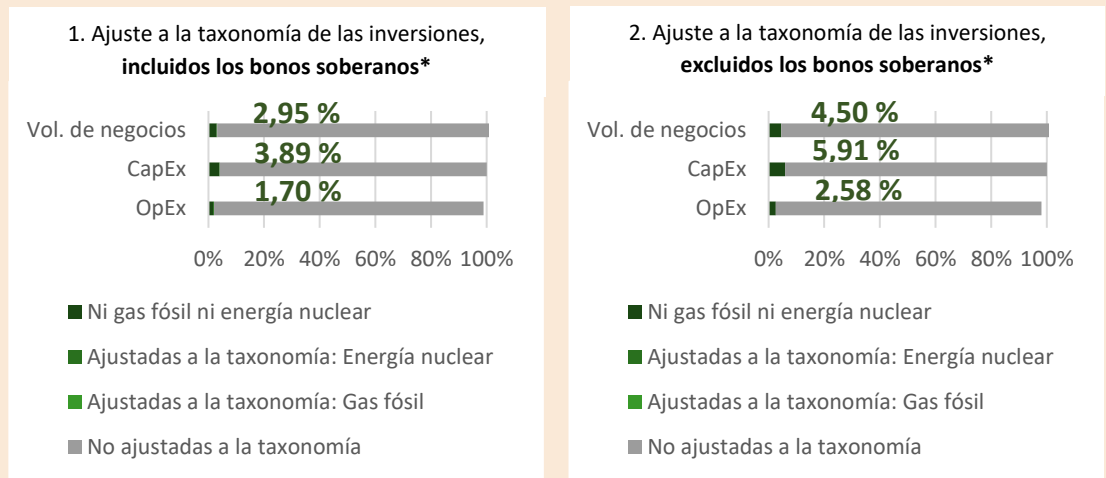 1. Ajuste a la taxonomía de las inversiones,
incluidos los bonos soberanos*
Vol. de negocios
2,95 %
CapEx
3,89 %
OpEx
1,70 %
0% 20% 40% 60% 80% 100%
Ni gas fósil ni energía nuclear
Ajustadas a la taxonomía: Energía nuclear
Ajustadas a la taxonomía: Gas fósil
No ajustadas a la taxonomía
2. Ajuste a la taxonomía de las inversiones,
excluidos los bonos soberanos*
Vol. de negocios
4,50 %
CapEx
5,91 %
OpEx
2,58 %
0% 20% 40% 60% 80% 100%
Ni gas fósil ni energía nuclear
Ajustadas a la taxonomía: Energía nuclear
Ajustadas a la taxonomía: Gas fósil
No ajustadas a la taxonomía